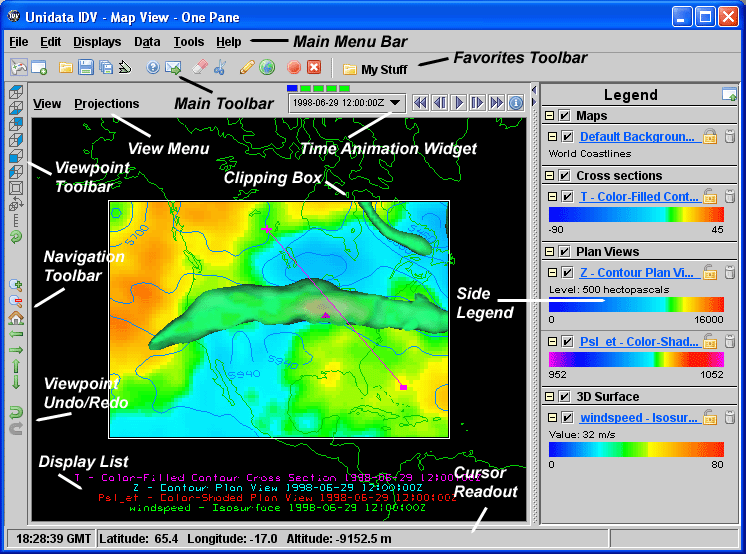 Unidata IDV - Map View - One Pane
File Edit Displays Data Tools Help
Main Menu Bar
Favorites Toolbar
My Stuff
Main Toolbar
View Projections
1998-06-29 12:00:00Z
View Menu
Time Animation Widget
Viewpoint
Toolbar
Clipping Box
Navigation
Toolbar
Side
Legend
Viewpoint
Undo/Redo
Display List
Cursor
Readout
5700
5940
5940
T - Color-Filled Contour Cross Section 1998-06-29 12:00:00Z
Z - Contour Plan View 1998-06-29 12:00:00Z
Psl_et - Color-Shaded Plan View 1998-06-29 12:00:00Z
windspeed - Isosurface 1998-06-29 12:00:00Z
Legend
Maps
Default Backgroun...
World Coastlines
Cross sections
T - Color-Filled Cont...
-90 45
Plan Views
Z - Contour Plan Vi...
Level: 500 hectopascals
0 16000
Psl_et - Color-Shad...
952 1052
3D Surface
windspeed - Isosur...
Value: 32 m/s
0 80
18:28:39 GMT Latitude: 65.4 Longitude: -17.0 Altitude: -9152.5 m